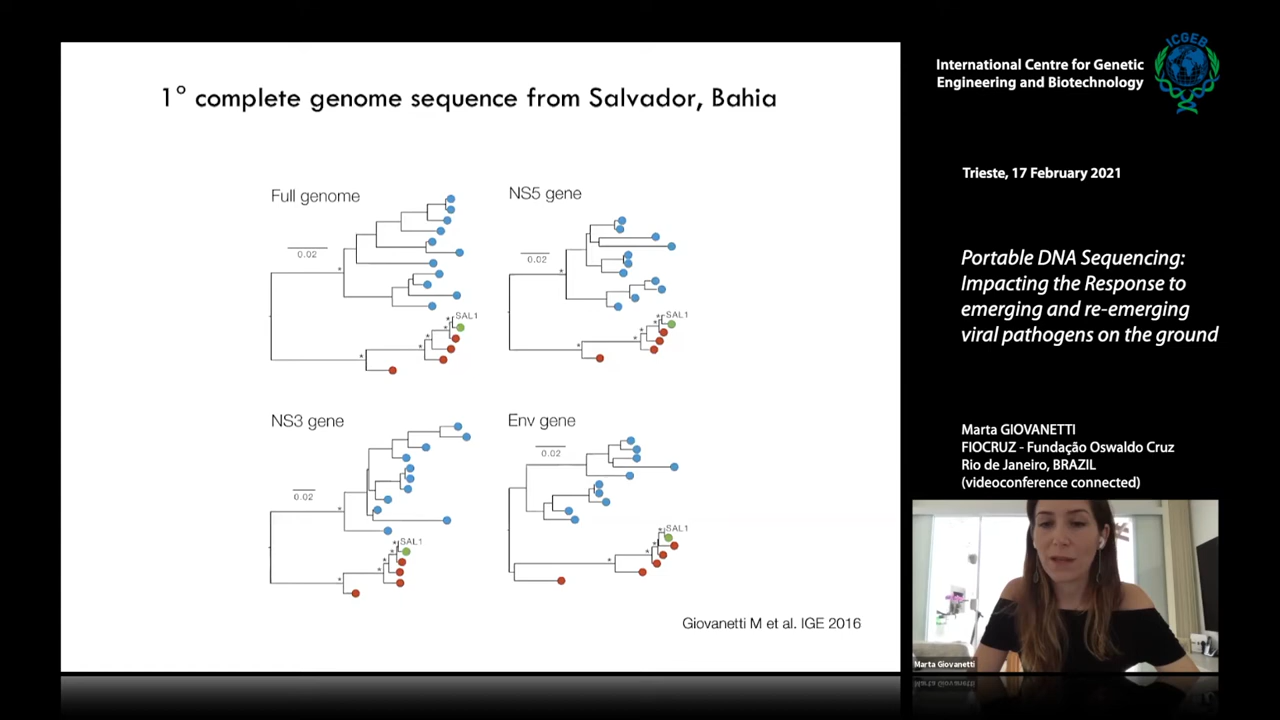 1° complete genome sequence from Salvador, Bahia
Full genome
0.02
SAL1
NS5 gene
0.02
SAL1
NS3 gene
0.02
SAL1
Env gene
0.02
SAL1
Giovanetti M et al. IGE 2016
International Centre for Genetic
Engineering and Biotechnology
ICGEB
Trieste, 17 February 2021
Portable DNA Sequencing:
Impacting the Response to
emerging and re-emerging
viral pathogens on the ground
Marta GIOVANETTI
FIOCRUZ - Fundação Oswaldo Cruz
Rio de Janeiro, BRAZIL
(videoconference connected)
Marta Giovanetti